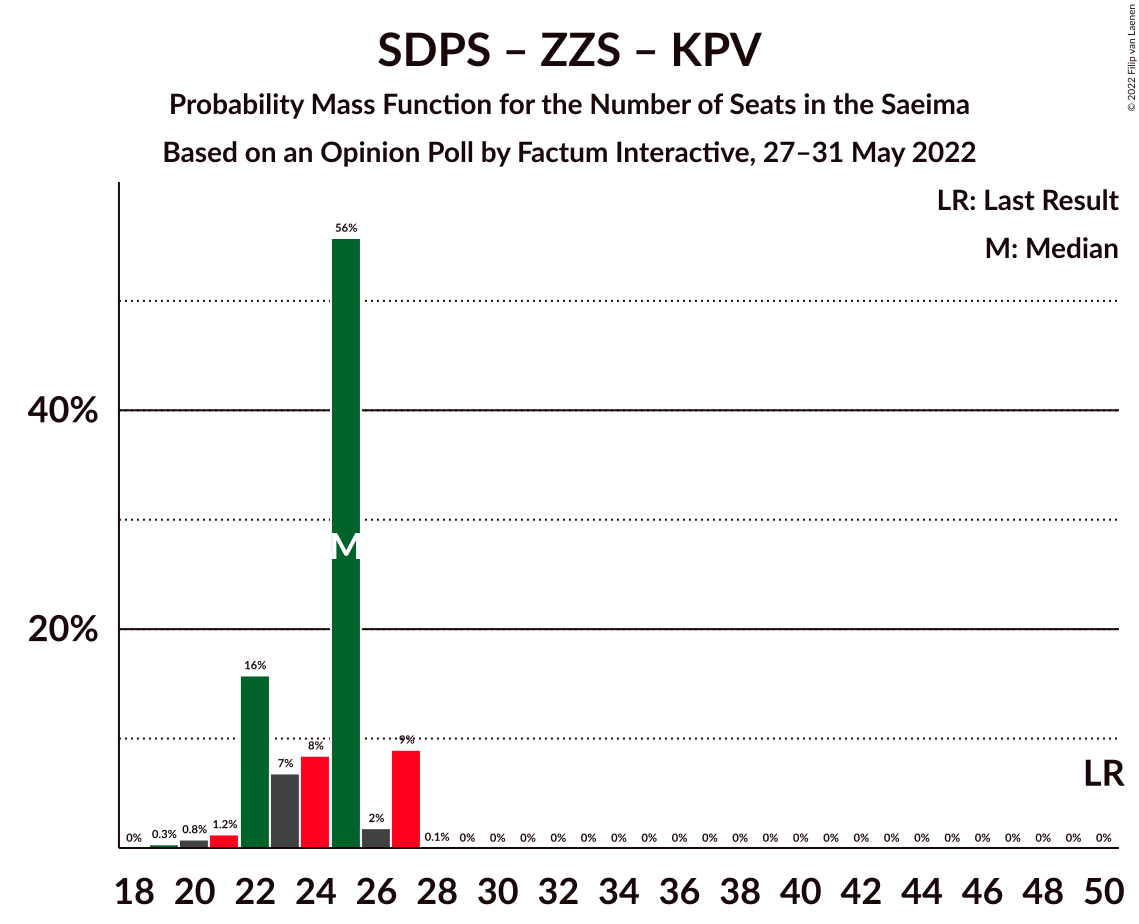 SDPS – ZZS – KPV
Probability Mass Function for the Number of Seats in the Saeima
Based on an Opinion Poll by Factum Interactive, 27–31 May 2022
© 2022 Filip van Laenen
LR: Last Result
M: Median
40%
20%
0%
0.3%
0.8%
1.2%
16%
7%
8%
56%
M
2%
9%
0.1%
0% 0% 0% 0% 0% 0% 0% 0% 0% 0% 0% 0% 0% 0% 0% 0% 0% 0% 0% 0% 0% 0%
LR
18 20 22 24 26 28 30 32 34 36 38 40 42 44 46 48 50